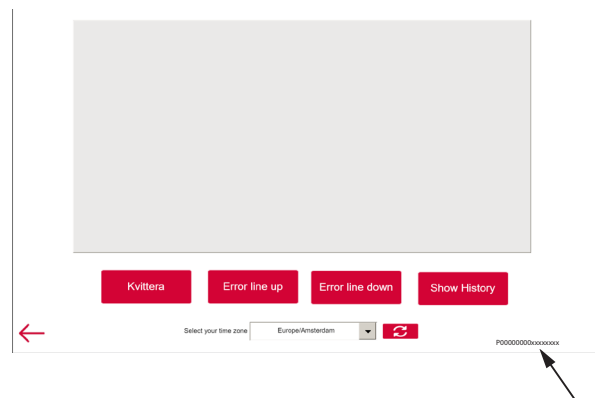 Kvittera Error line up Error line down Show History
Select your time zone Europe/Amsterdam
P00000000xxxxxxxx